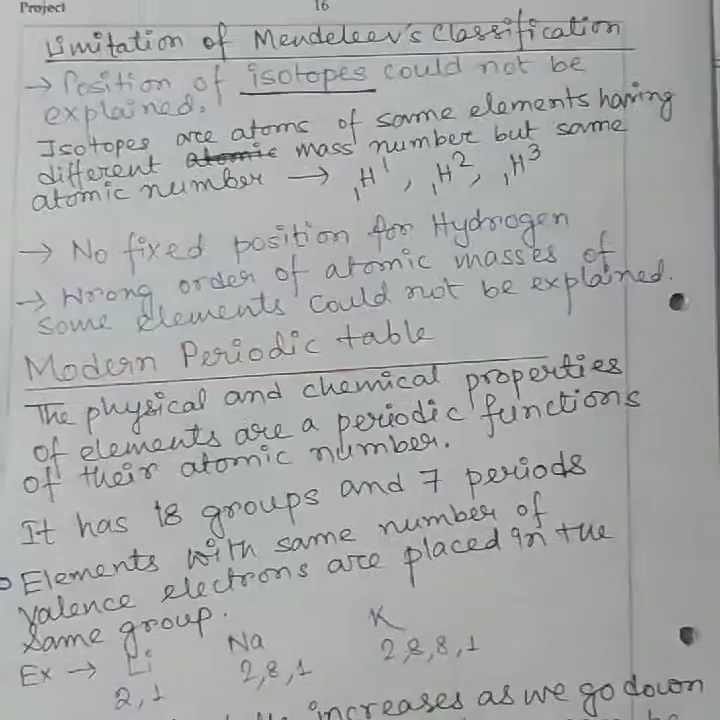 Project 16
Limitation of Mendeleev's Classification
→ Position of isotopes could not be
explained.
Isotopes are atoms of same elements having
different atomic mass number but same
atomic number → ₁H¹, ₁H², ₁H³
→ No fixed position for Hydrogen
→ Wrong order of atomic masses of
some elements could not be explained.
Modern Periodic table
The physical and chemical properties
of elements are a periodic functions
of their atomic number.
It has 18 groups and 7 periods
Elements with same number of
valence electrons are placed in the
same group.
Ex → Li Na K
2,1 2,8,1 2,8,8,1
increases as we go down